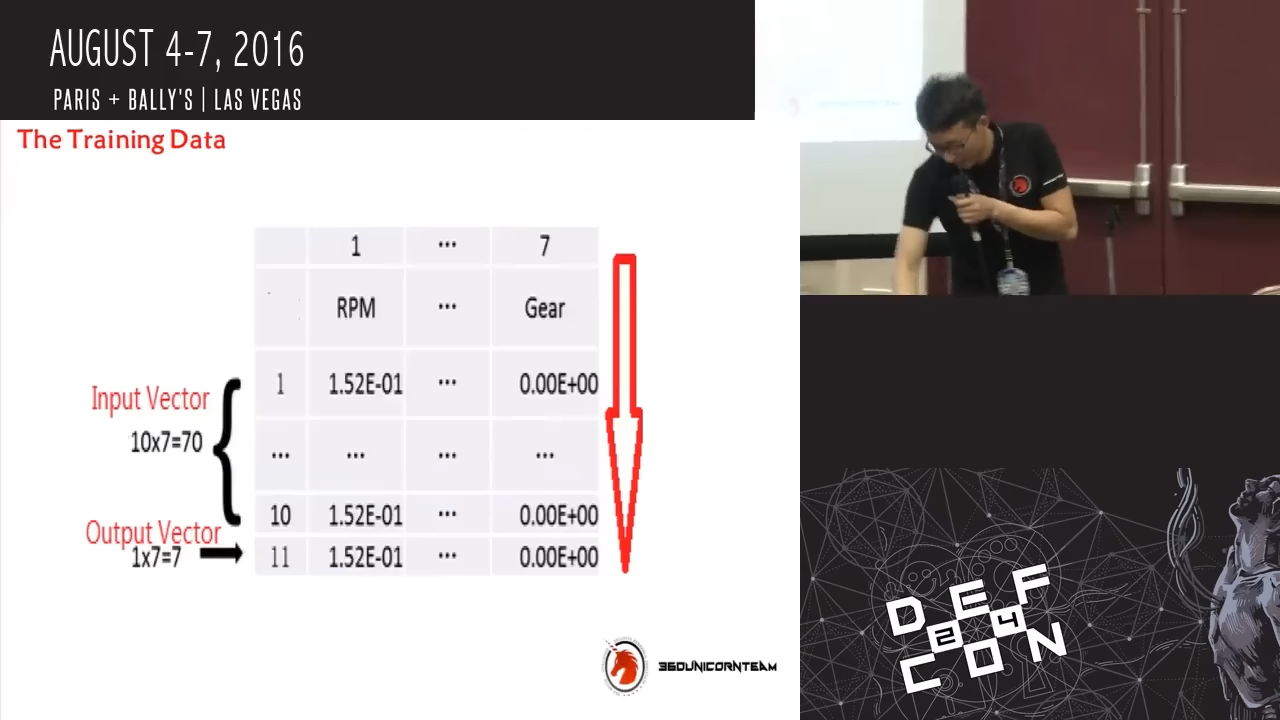 AUGUST 4-7, 2016
PARIS + BALLY'S | LAS VEGAS
The Training Data
1 ... 7
RPM ... Gear
1 1.52E-01 ... 0.00E+00
... ... ... ...
10 1.52E-01 ... 0.00E+00
11 1.52E-01 ... 0.00E+00
Input Vector
10x7=70
Output Vector
1x7=7
360UNICORNTEAM
DEF
24
CON